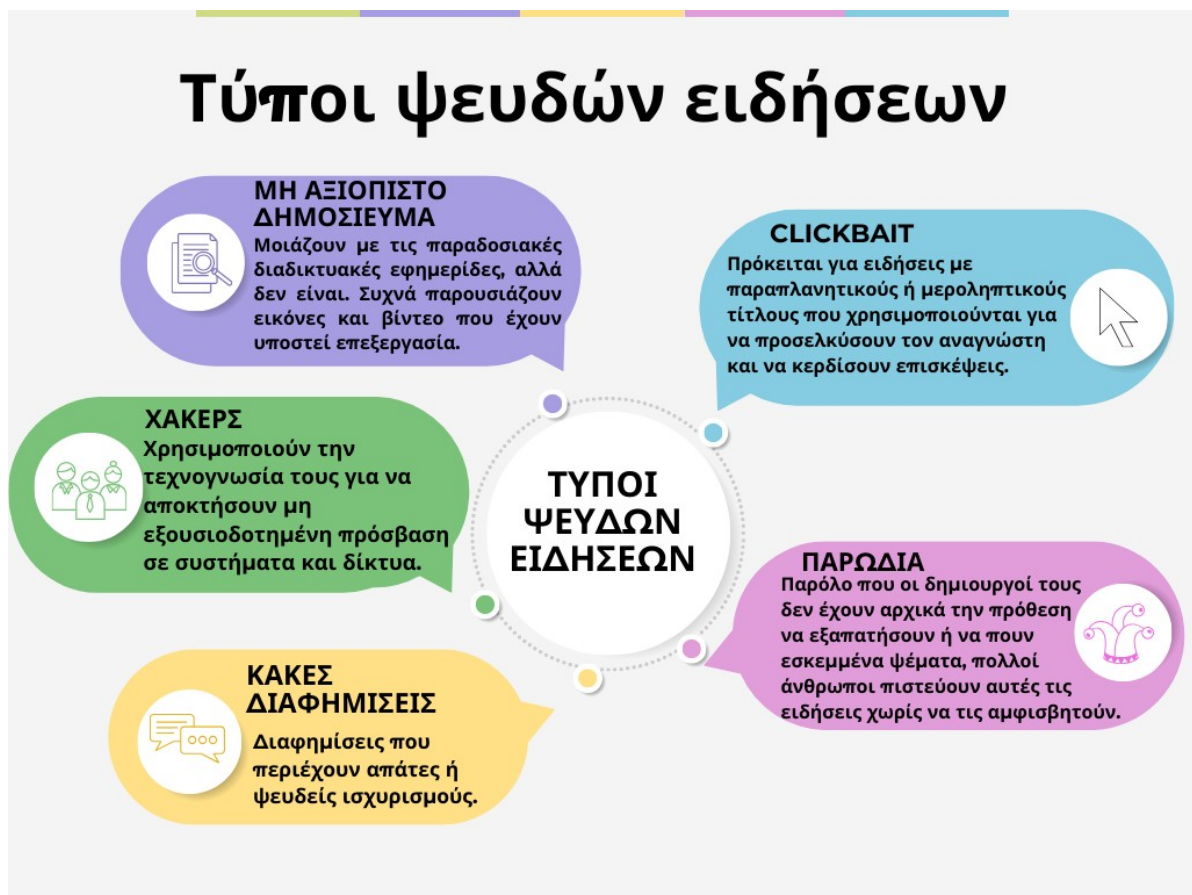 Τύποι ψευδών ειδήσεων
ΜΗ ΑΞΙΟΠΙΣΤΟ
ΔΗΜΟΣΙΕΥΜΑ
Μοιάζουν με τις παραδοσιακές
διαδικτυακές εφημερίδες, αλλά
δεν είναι. Συχνά παρουσιάζουν
εικόνες και βίντεο που έχουν
υποστεί επεξεργασία.
CLICKBAIT
Πρόκειται για ειδήσεις με
παραπλανητικούς ή μεροληπτικούς
τίτλους που χρησιμοποιούνται για
να προσελκύσουν τον αναγνώστη
και να κερδίσουν επισκέψεις.
ΧΑΚΕΡΣ
Χρησιμοποιούν την
τεχνογνωσία τους για να
αποκτήσουν μη
εξουσιοδοτημένη πρόσβαση
σε συστήματα και δίκτυα.
ΤΥΠΟΙ
ΨΕΥΔΩΝ
ΕΙΔΗΣΕΩΝ
ΠΑΡΩΔΙΑ
Παρόλο που οι δημιουργοί τους
δεν έχουν αρχικά την πρόθεση
να εξαπατήσουν ή να πουν
εσκεμμένα ψέματα, πολλοί
άνθρωποι πιστεύουν αυτές τις
ειδήσεις χωρίς να τις αμφισβητούν.
ΚΑΚΕΣ
ΔΙΑΦΗΜΙΣΕΙΣ
Διαφημίσεις που
περιέχουν απάτες ή
ψευδείς ισχυρισμούς.